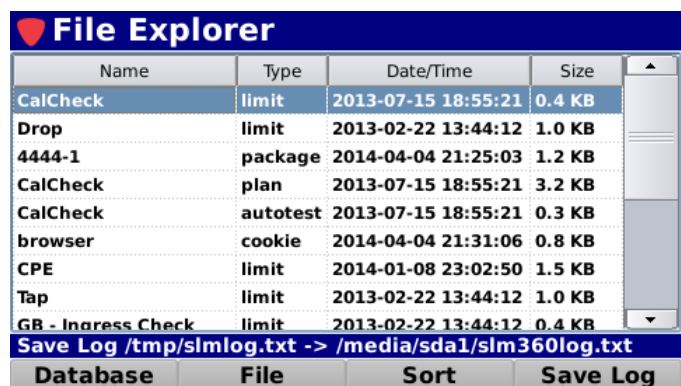 File Explorer
Name Type Date/Time Size
CalCheck limit 2013-07-15 18:55:21 0.4 KB
Drop limit 2013-02-22 13:44:12 1.0 KB
4444-1 package 2014-04-04 21:25:03 1.2 KB
CalCheck plan 2013-07-15 18:55:21 3.2 KB
CalCheck autotest 2013-07-15 18:55:21 0.3 KB
browser cookie 2014-04-04 21:31:06 0.8 KB
CPE limit 2014-01-08 23:02:50 1.5 KB
Tap limit 2013-02-22 13:44:12 1.0 KB
GB - Ingress Check limit 2013-02-22 13:44:12 0.4 KB
Save Log /tmp/slmlog.txt -> /media/sda1/slm360log.txt
Database File Sort Save Log